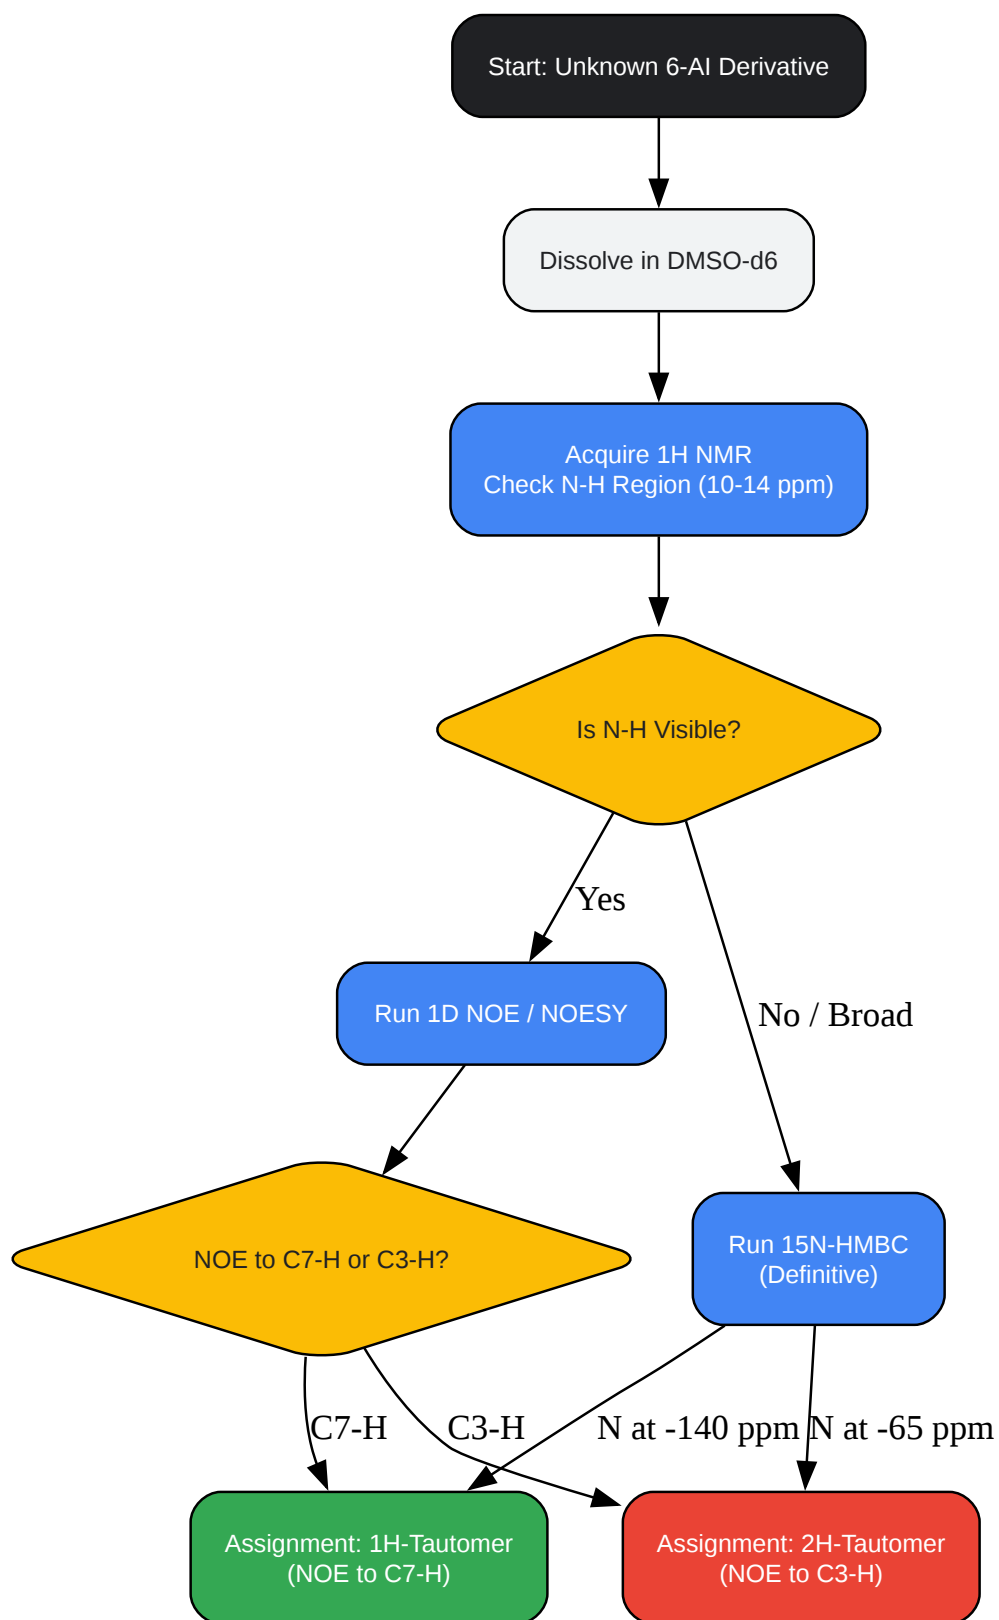 Start: Unknown 6-AI Derivative
Dissolve in DMSO-d6
Acquire 1H NMR
Check N-H Region (10-14 ppm)
Is N-H Visible?
Yes
No / Broad
Run 1D NOE / NOESY
Run 15N-HMBC
(Definitive)
NOE to C7-H or C3-H?
C7-H
C3-H
N at -140 ppm
N at -65 ppm
Assignment: 1H-Tautomer
(NOE to C7-H)
Assignment: 2H-Tautomer
(NOE to C3-H)